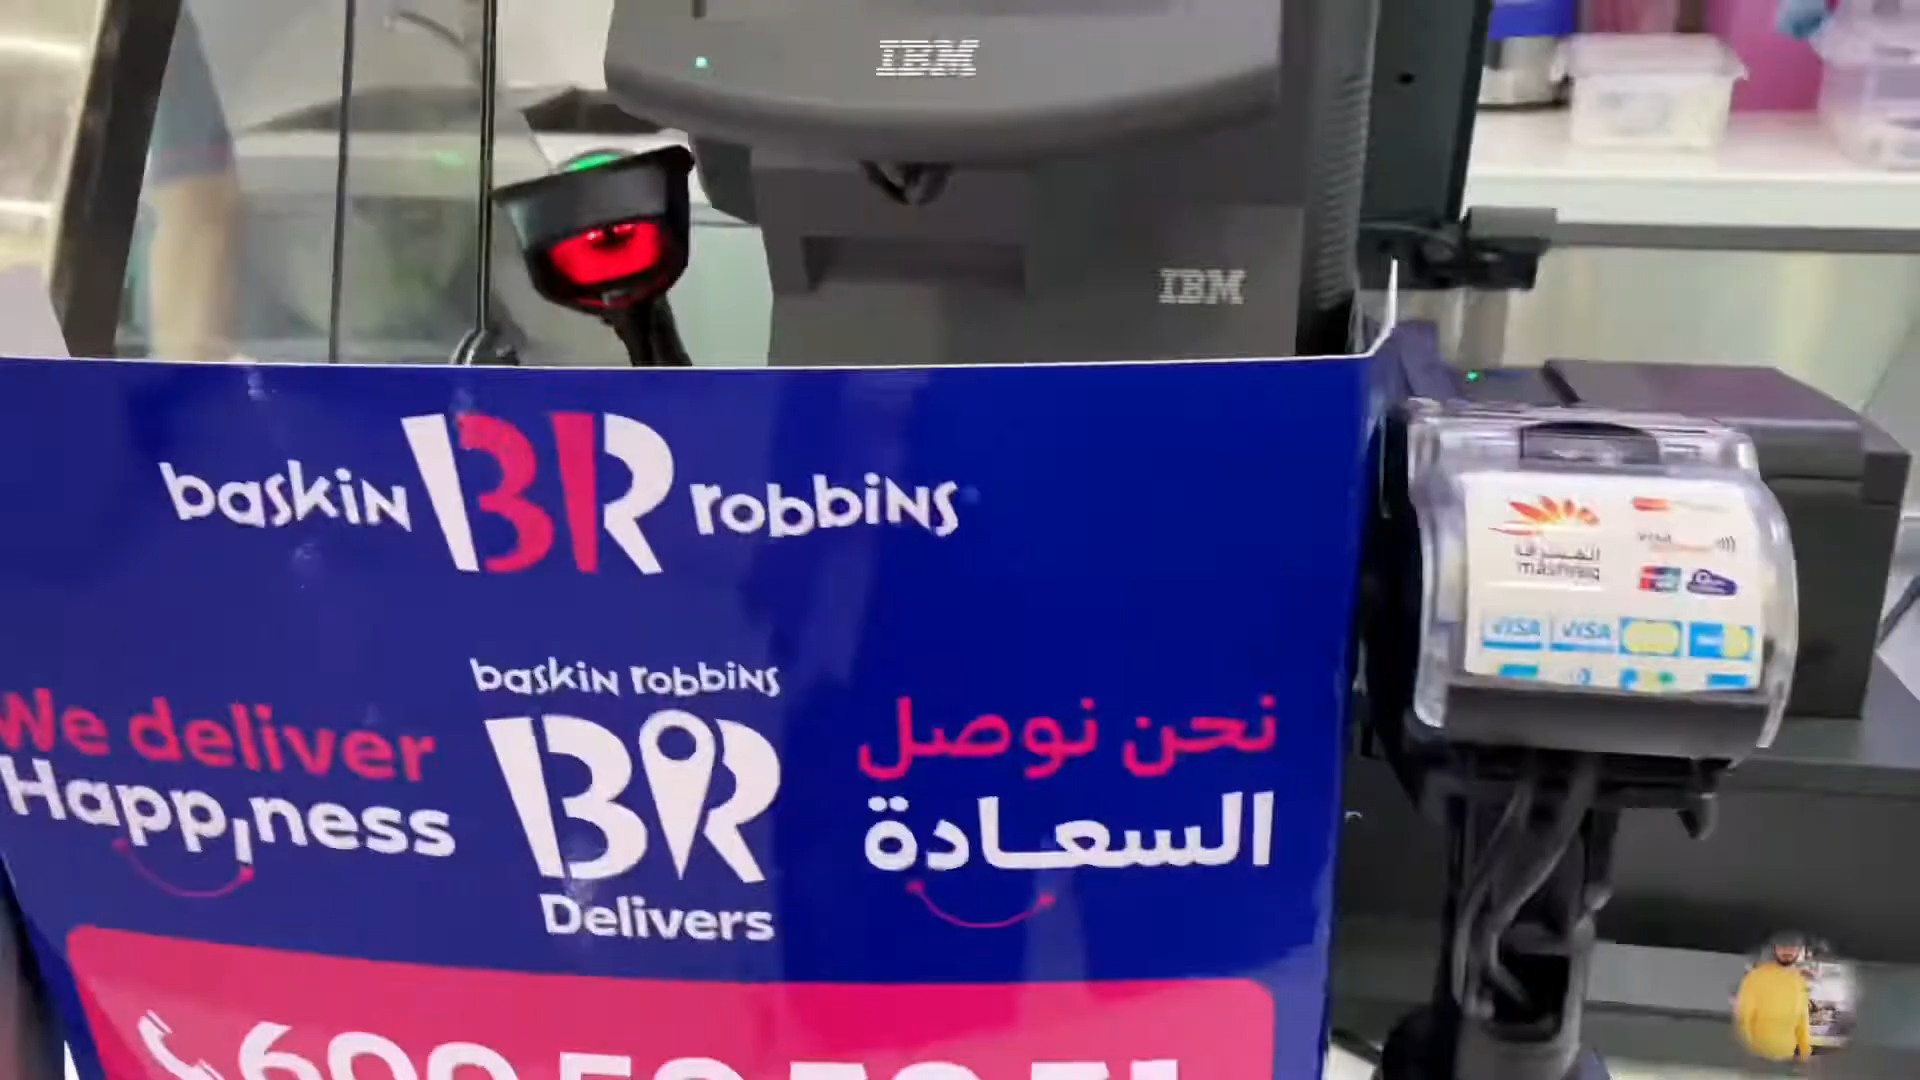 IBM
IBM
baskin BR robbins
baskin robbins
BR
Delivers
We deliver
Happiness
نحن نوصل
السعادة
المشرق
mashreq
VISA
VISA VISA